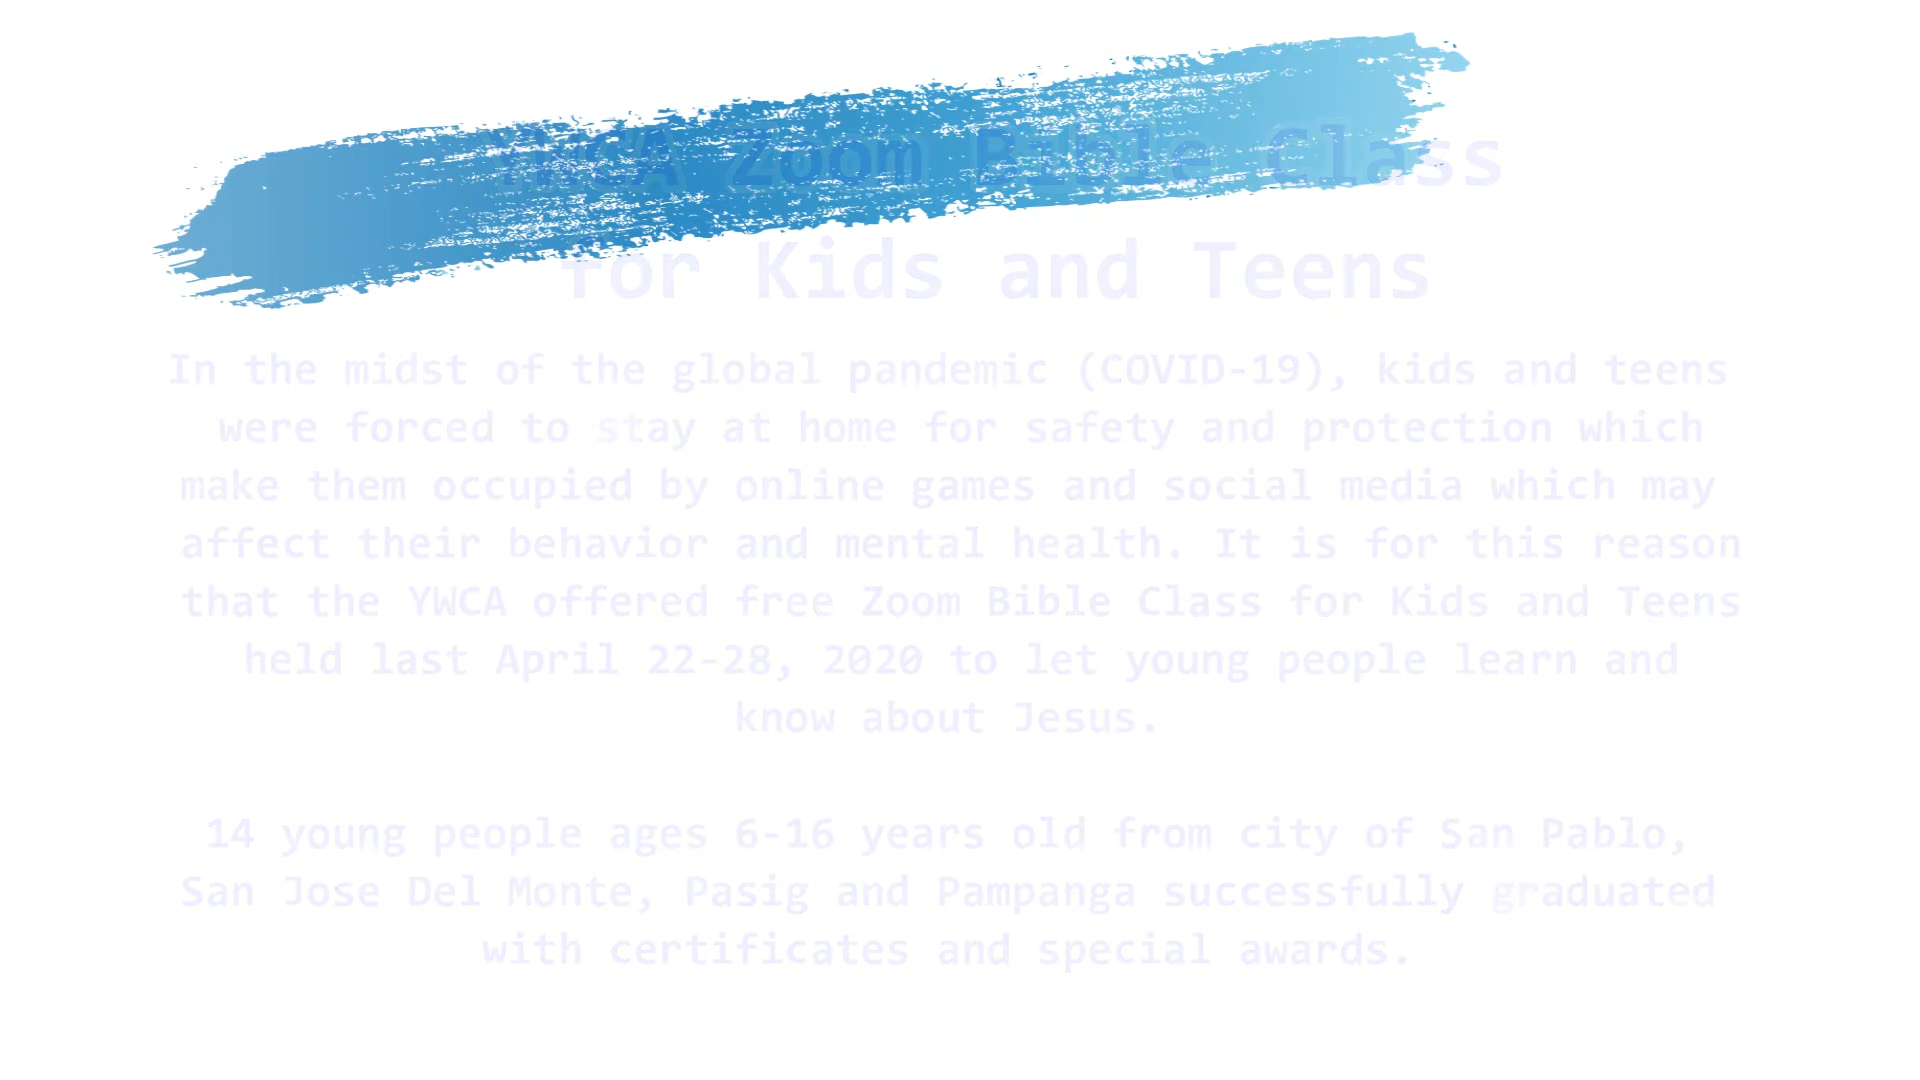 YWCA Zoom Bible Class
for Kids and Teens
In the midst of the global pandemic (COVID-19), kids and teens
were forced to stay at home for safety and protection which
make them occupied by online games and social media which may
affect their behavior and mental health. It is for this reason
that the YWCA offered free Zoom Bible Class for Kids and Teens
held last April 22-28, 2020 to let young people learn and
know about Jesus.
14 young people ages 6-16 years old from city of San Pablo,
San Jose Del Monte, Pasig and Pampanga successfully graduated
with certificates and special awards.